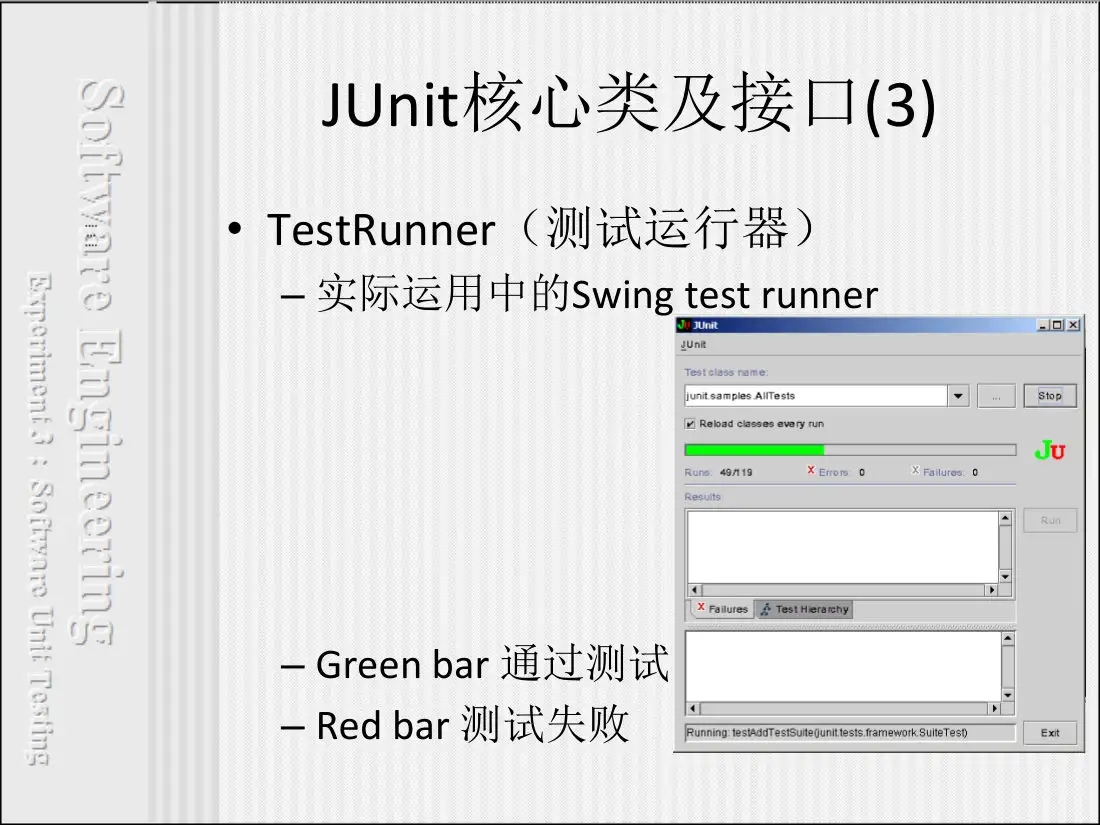 JUnit核心类及接口(3)
• TestRunner（测试运行器）
– 实际运用中的Swing test runner
JU JUnit
JUnit
Test class name:
junit.samples.AllTests
...
Stop
Reload classes every run
JU
Runs: 49/119 X Errors: 0 X Failures: 0
Results:
Run
X Failures Test Hierarchy
Running: testAddTestSuite(junit.tests.framework.SuiteTest)
Exit
– Green bar 通过测试
– Red bar 测试失败
Software Engineering
Experiment 3 : Software Unit Testing